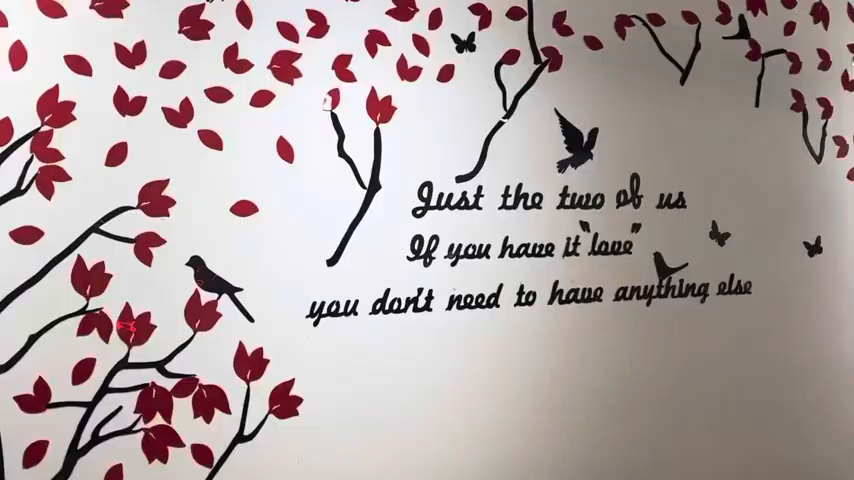 Just the two of us
If you have it "love"
you don't need to have anything else